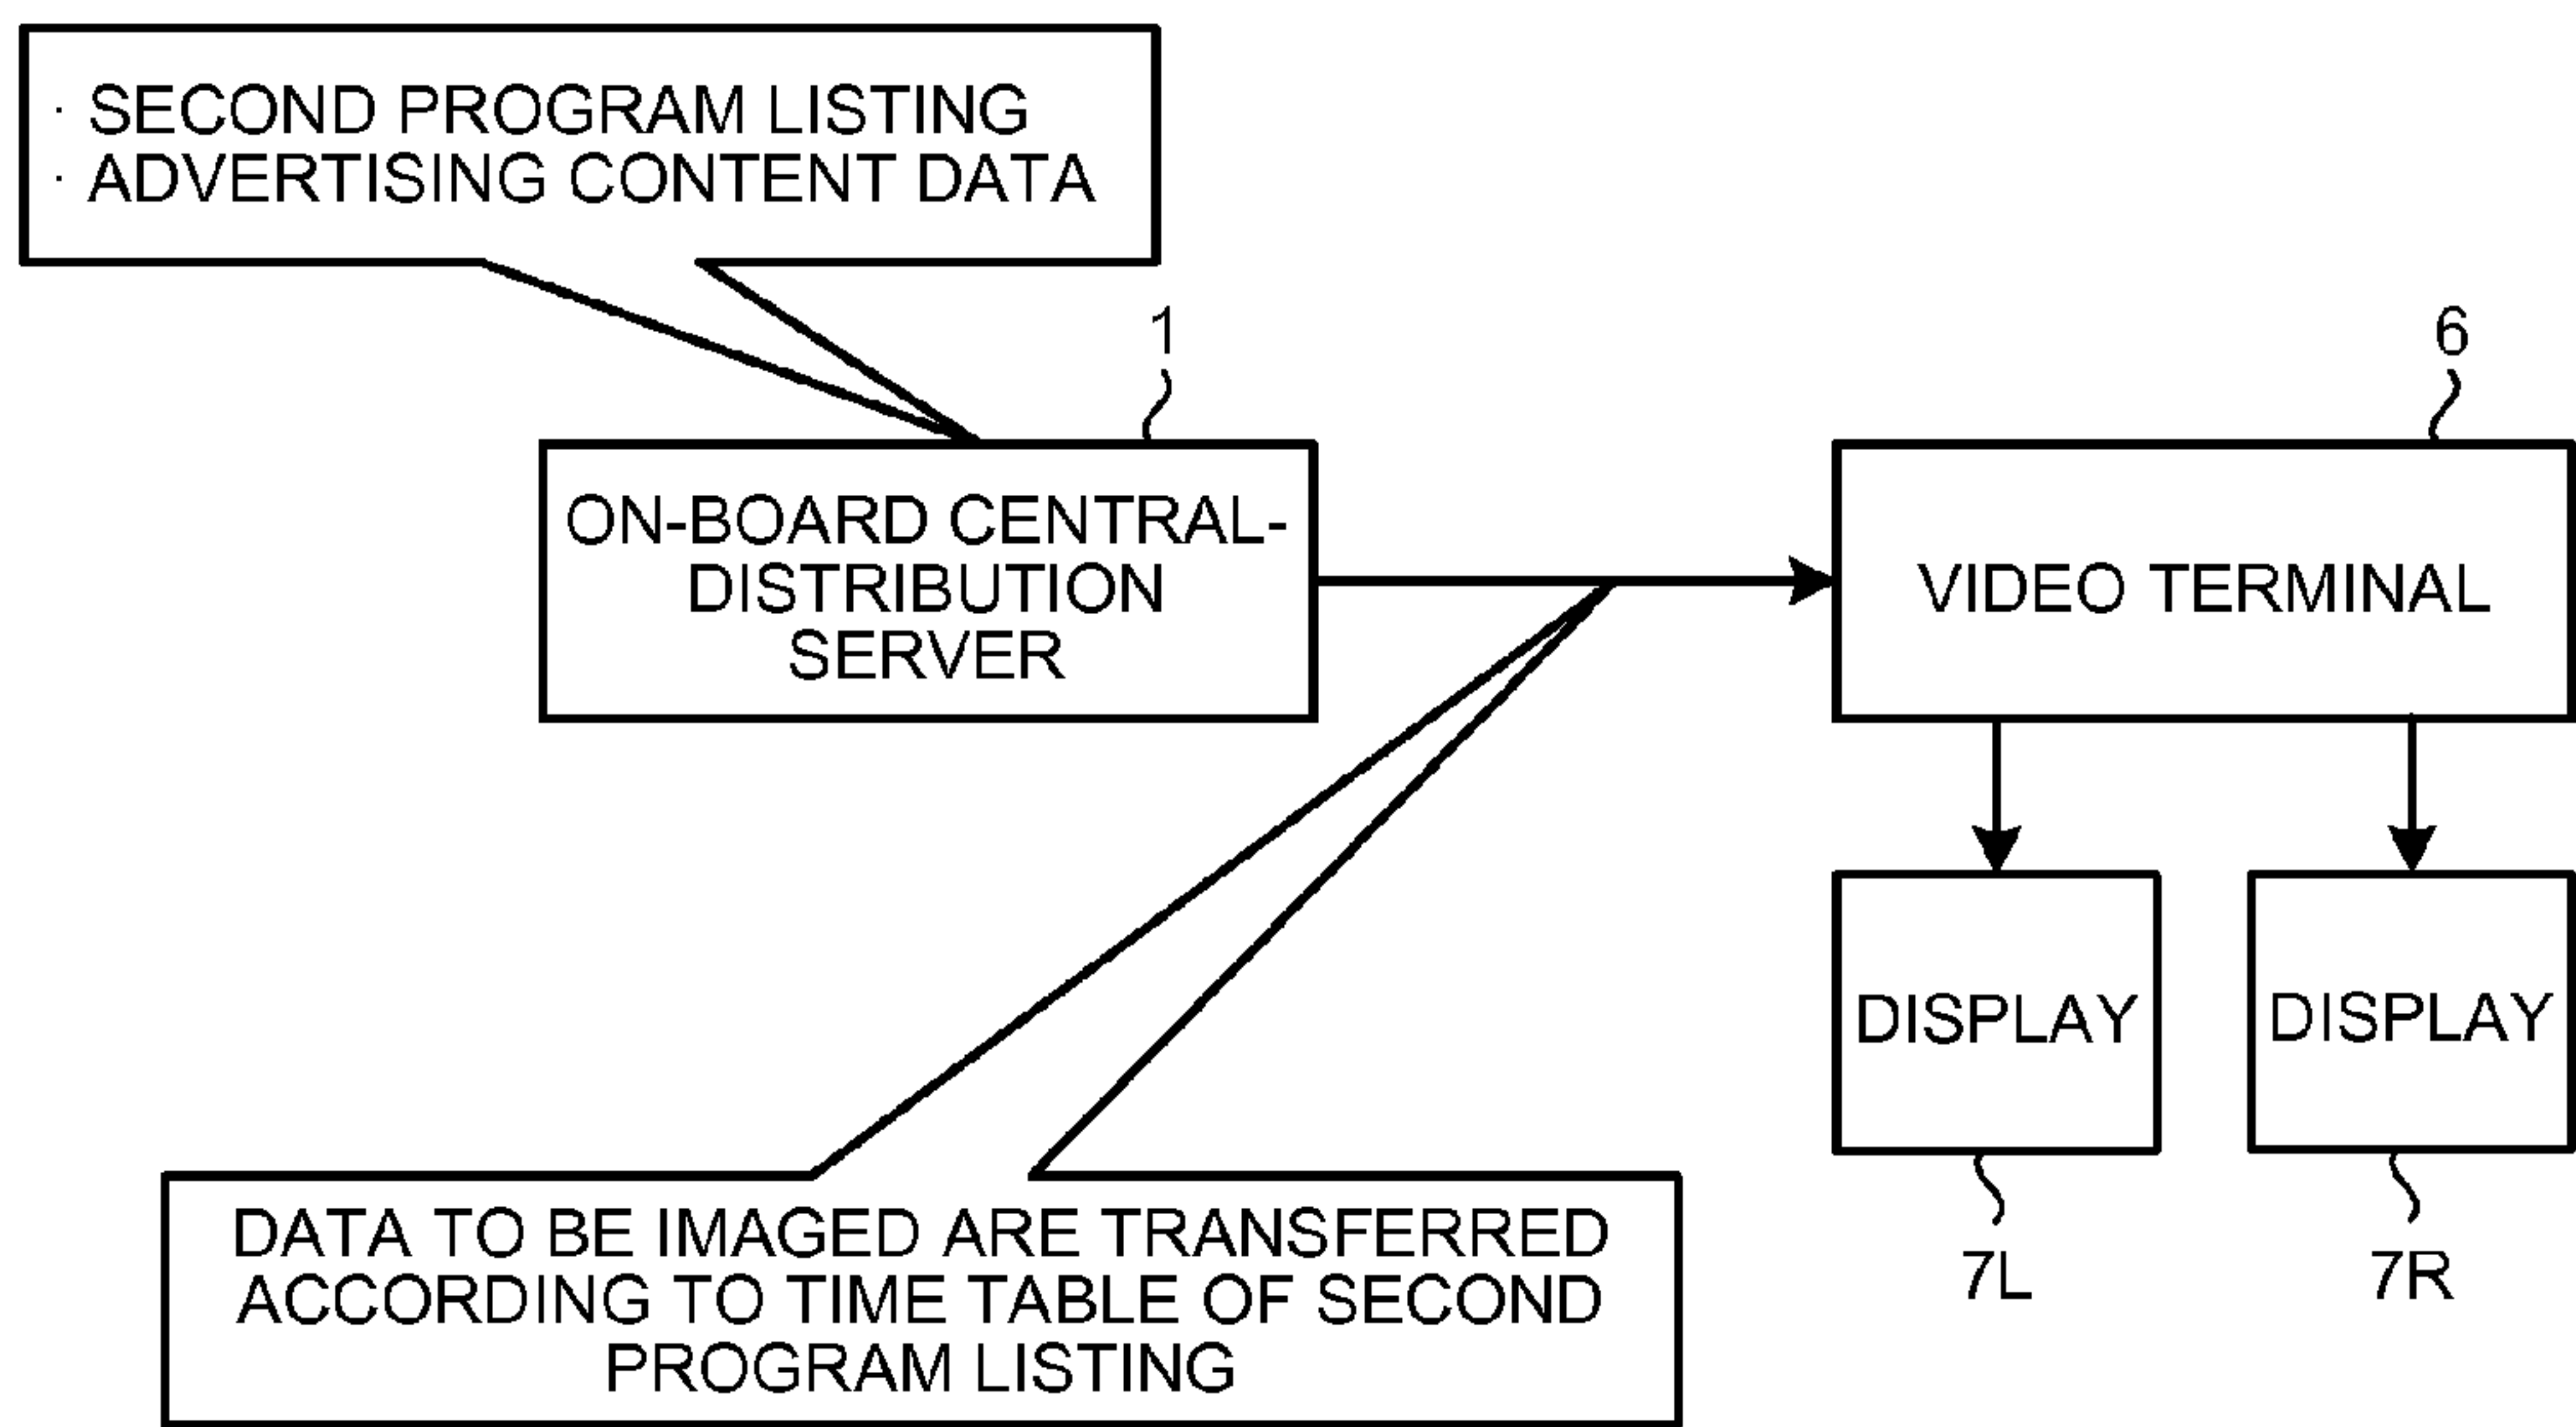 · SECOND PROGRAM LISTING
· ADVERTISING CONTENT DATA
1
6
ON-BOARD CENTRAL-
DISTRIBUTION
SERVER
VIDEO TERMINAL
DISPLAY
DISPLAY
7L
7R
DATA TO BE IMAGED ARE TRANSFERRED
ACCORDING TO TIME TABLE OF SECOND
PROGRAM LISTING